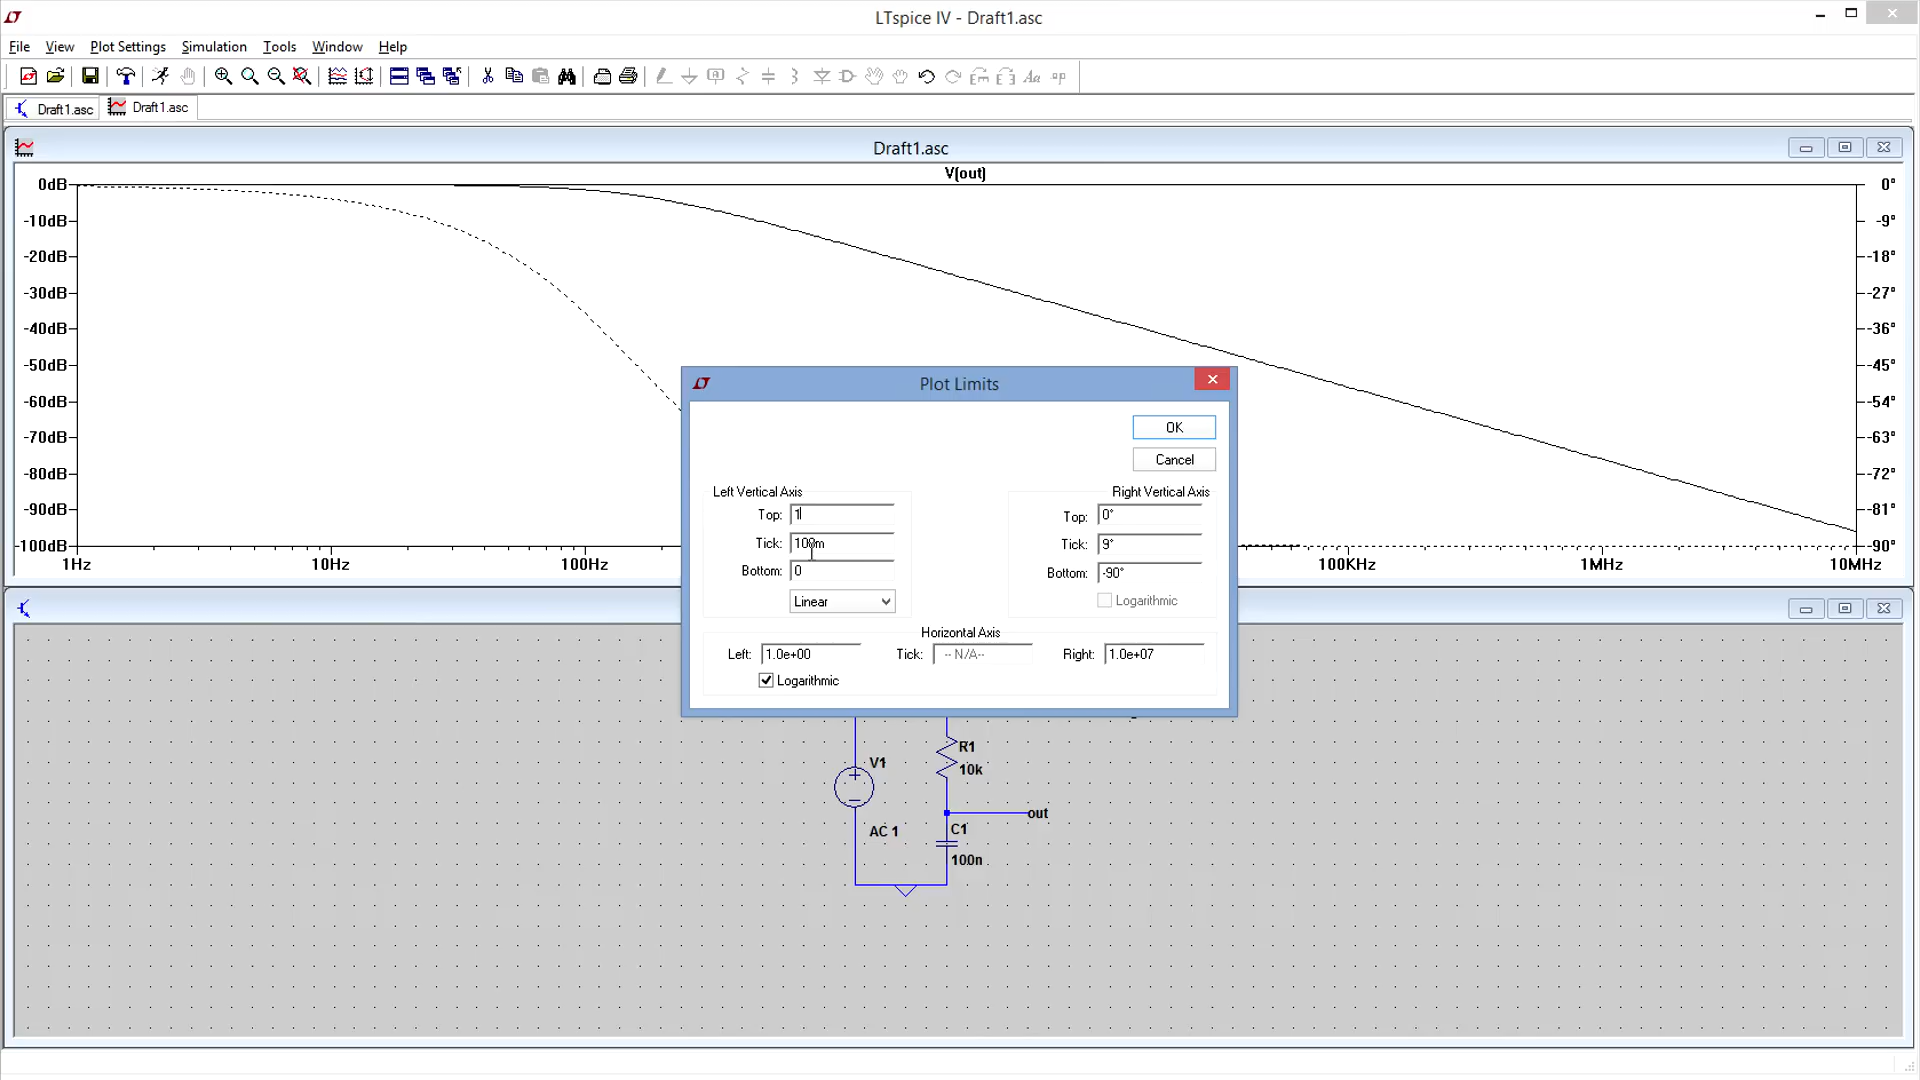 LTspice IV - Draft1.asc
File View Plot Settings Simulation Tools Window Help
Draft1.asc Draft1.asc
Draft1.asc
V(out)
0dB 0°
-10dB -9°
-20dB -18°
-30dB -27°
-40dB -36°
-50dB -45°
-60dB -54°
-70dB -63°
-80dB -72°
-90dB -81°
-100dB -90°
1Hz 10Hz 100Hz 100KHz 1MHz 10MHz
Plot Limits
OK
Cancel
Left Vertical Axis Right Vertical Axis
Top: 1 Top: 0°
Tick: 100m Tick: 9°
Bottom: 0 Bottom: -90°
Linear Logarithmic
Horizontal Axis
Left: 1.0e+00 Tick: -- N/A-- Right: 1.0e+07
Logarithmic
R1
V1
10k
out
AC 1
C1
100n